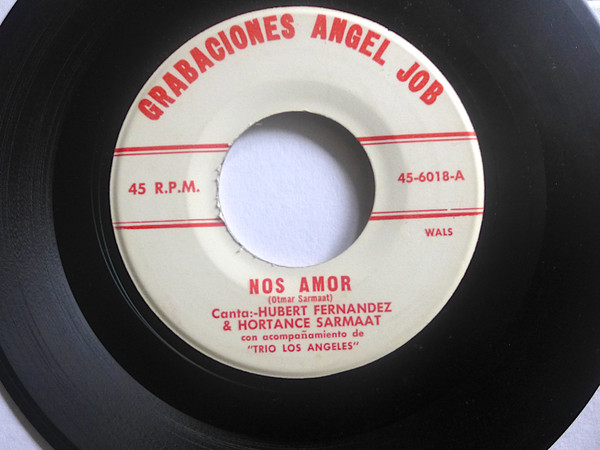 GRABACIONES ANGEL JOB
45 R.P.M.
45-6018-A
WALS
NOS AMOR
(Otmar Sarmaat)
Canta:-HUBERT FERNANDEZ
& HORTANCE SARMAAT
con acompañamiento de
"TRIO LOS ANGELES"